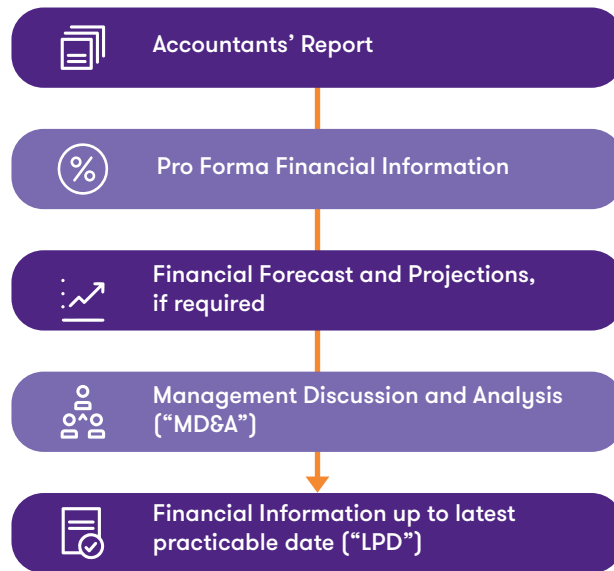 Accountants’ Report
%
Pro Forma Financial Information
Financial Forecast and Projections,
if required
Management Discussion and Analysis
(“MD&A”)
Financial Information up to latest
practicable date (“LPD”)